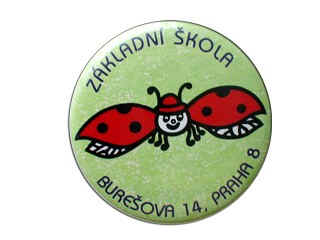 ZÁKLADNÍ ŠKOLA
BUREŠOVA 14, PRAHA 8